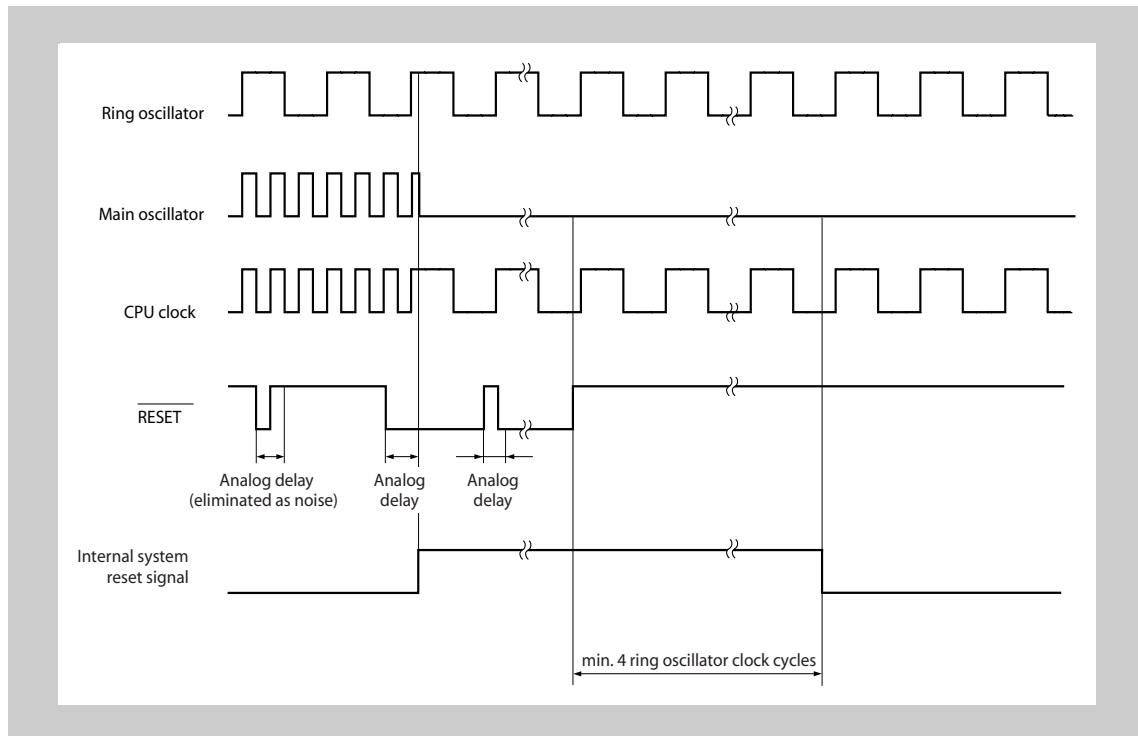 Ring oscillator
Main oscillator
CPU clock
RESET
Analog delay
(eliminated as noise)
Analog
delay
Analog
delay
Internal system
reset signal
min. 4 ring oscillator clock cycles